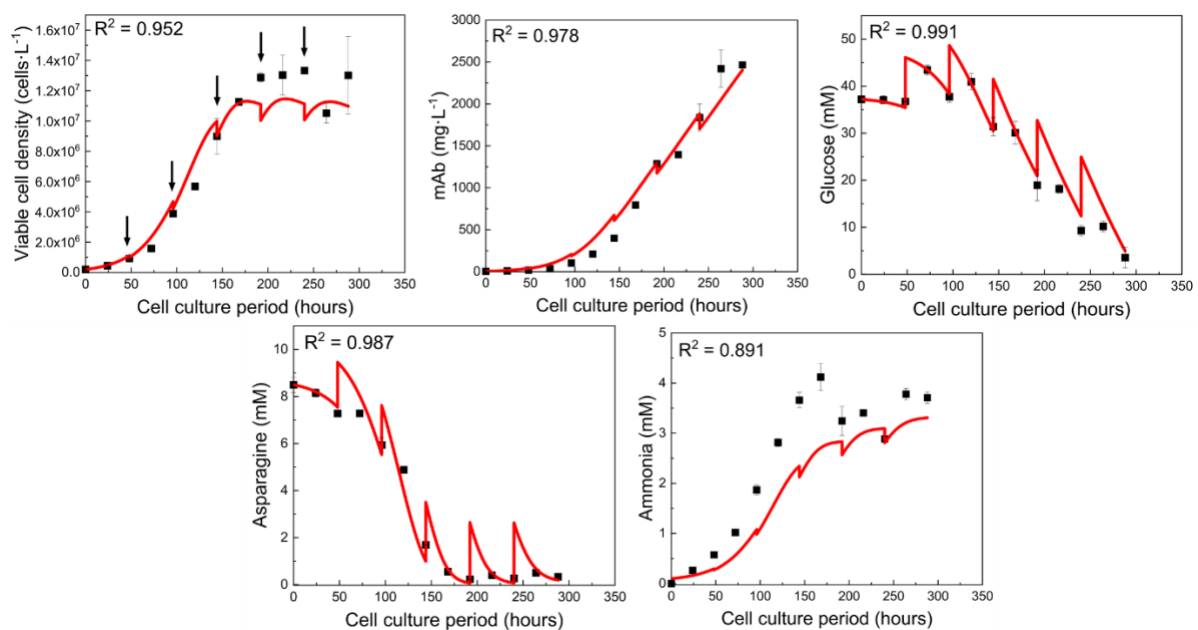 R² = 0.952
Viable cell density (cells·L⁻¹)
1.6x10⁷
1.4x10⁷
1.2x10⁷
1.0x10⁷
8.0x10⁶
6.0x10⁶
4.0x10⁶
2.0x10⁶
0.0
0 50 100 150 200 250 300 350
Cell culture period (hours)
R² = 0.978
mAb (mg·L⁻¹)
3000
2500
2000
1500
1000
500
0
0 50 100 150 200 250 300 350
Cell culture period (hours)
R² = 0.991
Glucose (mM)
50
40
30
20
10
0
0 50 100 150 200 250 300 350
Cell culture period (hours)
R² = 0.987
Asparagine (mM)
10
8
6
4
2
0
0 50 100 150 200 250 300 350
Cell culture period (hours)
R² = 0.891
Ammonia (mM)
5
4
3
2
1
0
0 50 100 150 200 250 300 350
Cell culture period (hours)